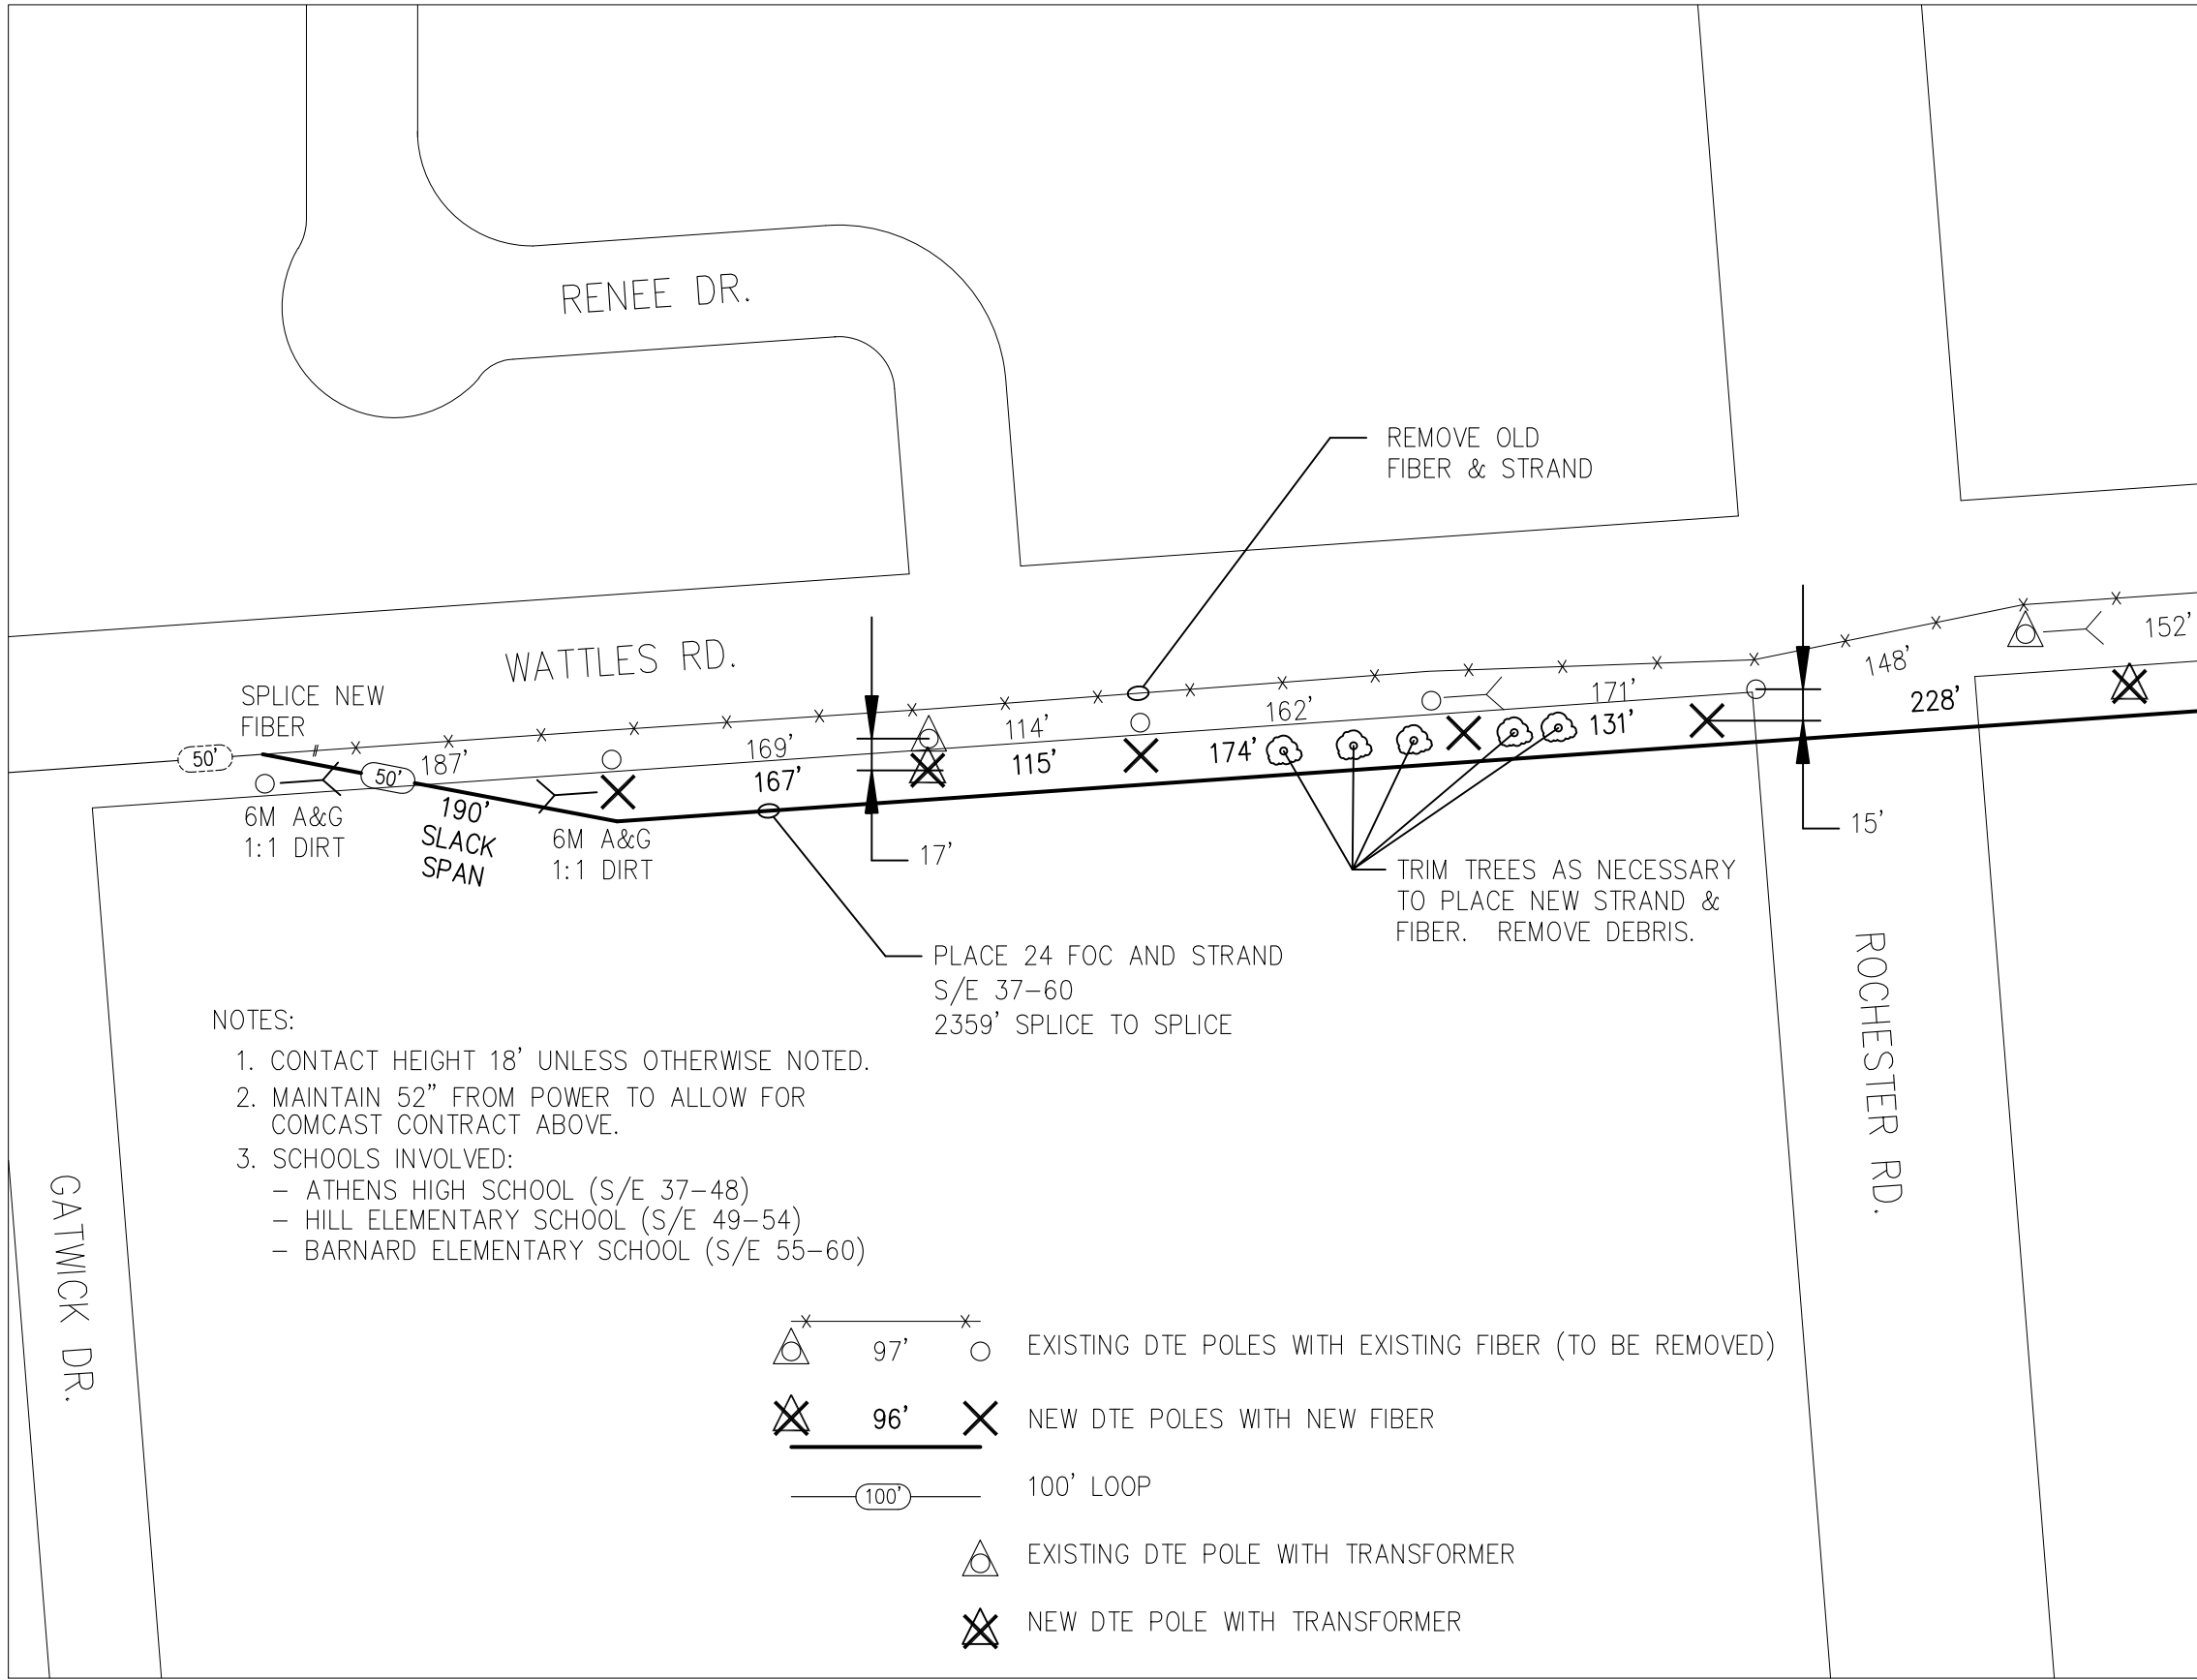 RENEE DR.
REMOVE OLD
FIBER & STRAND
WATTLES RD.
SPLICE NEW
FIBER
50'
50'
187'
169'
114'
162'
171'
148'
152'
190'
SLACK
SPAN
167'
115'
174'
131'
228'
6M A&G
1:1 DIRT
6M A&G
1:1 DIRT
17'
15'
TRIM TREES AS NECESSARY
TO PLACE NEW STRAND &
FIBER. REMOVE DEBRIS.
PLACE 24 FOC AND STRAND
S/E 37-60
2359' SPLICE TO SPLICE
ROCHESTER RD.
GATWICK DR.
NOTES:
1. CONTACT HEIGHT 18' UNLESS OTHERWISE NOTED.
2. MAINTAIN 52" FROM POWER TO ALLOW FOR
COMCAST CONTRACT ABOVE.
3. SCHOOLS INVOLVED:
- ATHENS HIGH SCHOOL (S/E 37-48)
- HILL ELEMENTARY SCHOOL (S/E 49-54)
- BARNARD ELEMENTARY SCHOOL (S/E 55-60)
97' EXISTING DTE POLES WITH EXISTING FIBER (TO BE REMOVED)
96' NEW DTE POLES WITH NEW FIBER
100' 100' LOOP
EXISTING DTE POLE WITH TRANSFORMER
NEW DTE POLE WITH TRANSFORMER